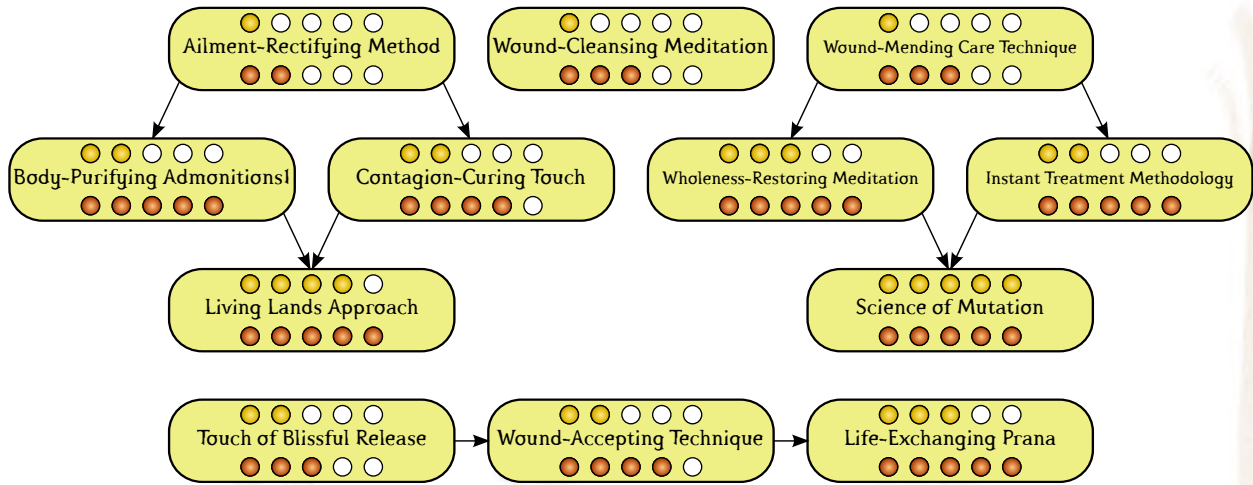 Ailment-Rectifying Method
Wound-Cleansing Meditation
Wound-Mending Care Technique
Body-Purifying Admonitions1
Contagion-Curing Touch
Wholeness-Restoring Meditation
Instant Treatment Methodology
Living Lands Approach
Science of Mutation
Touch of Blissful Release
Wound-Accepting Technique
Life-Exchanging Prana